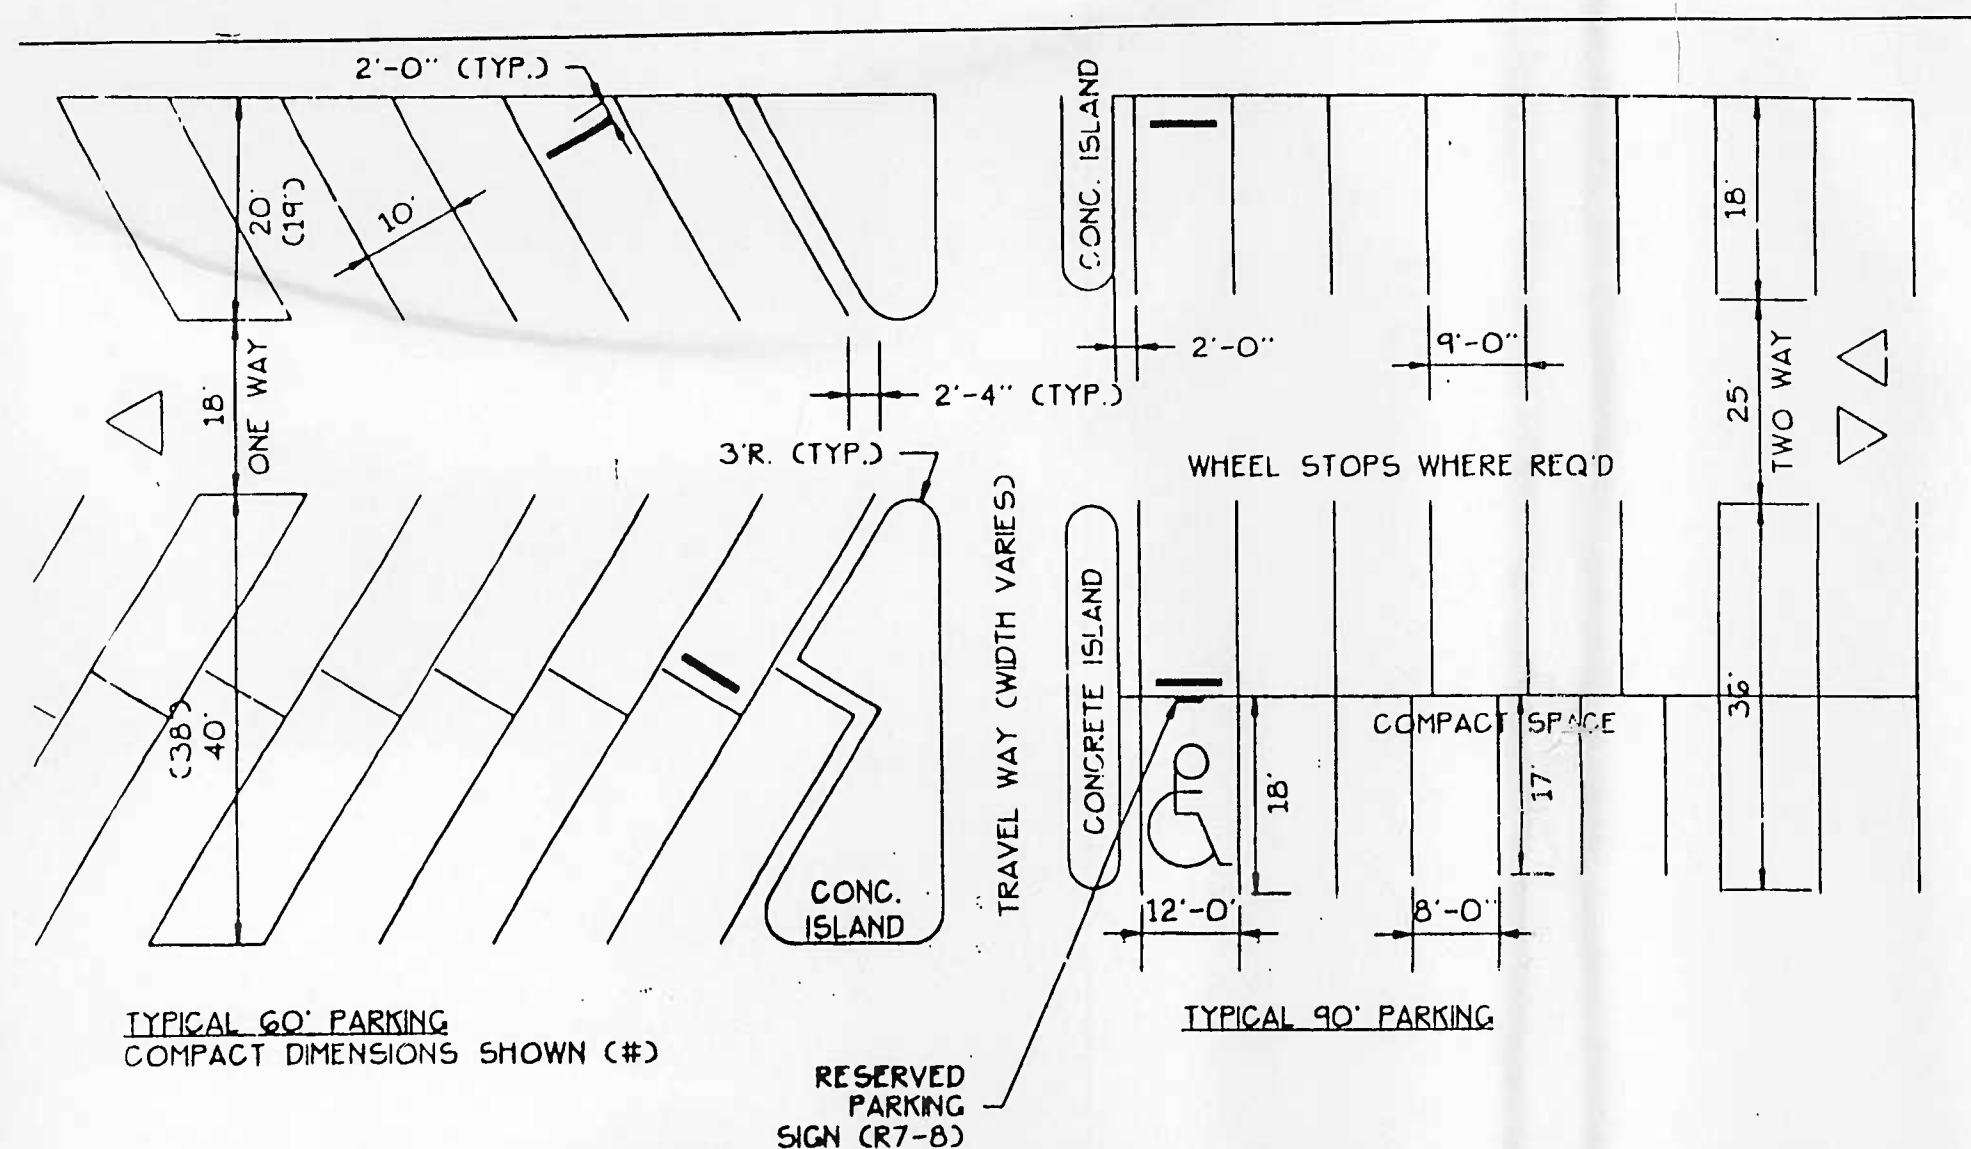 2'-0" (TYP.)
20'
(19')
10'
18'
ONE WAY
2'-4" (TYP.)
3'R. (TYP.)
(38')
40'
CONC.
ISLAND
TRAVEL WAY (WIDTH VARIES)
CONC. ISLAND
2'-0"
9'-0"
18'
25'
TWO WAY
WHEEL STOPS WHERE REQ'D
CONCRETE ISLAND
COMPACT SPACE
36'
18'
17'
12'-0'
8'-0"
TYPICAL 60° PARKING
COMPACT DIMENSIONS SHOWN (#)
TYPICAL 90° PARKING
RESERVED
PARKING
SIGN (R7-8)